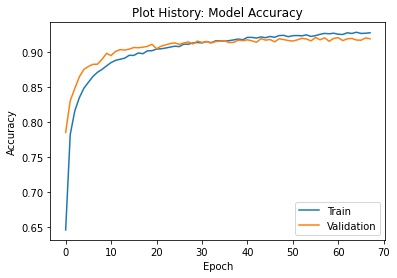 Plot History: Model Accuracy
Accuracy
0.90
0.85
0.80
0.75
0.70
0.65
0 10 20 30 40 50 60 70
Epoch
Train
Validation